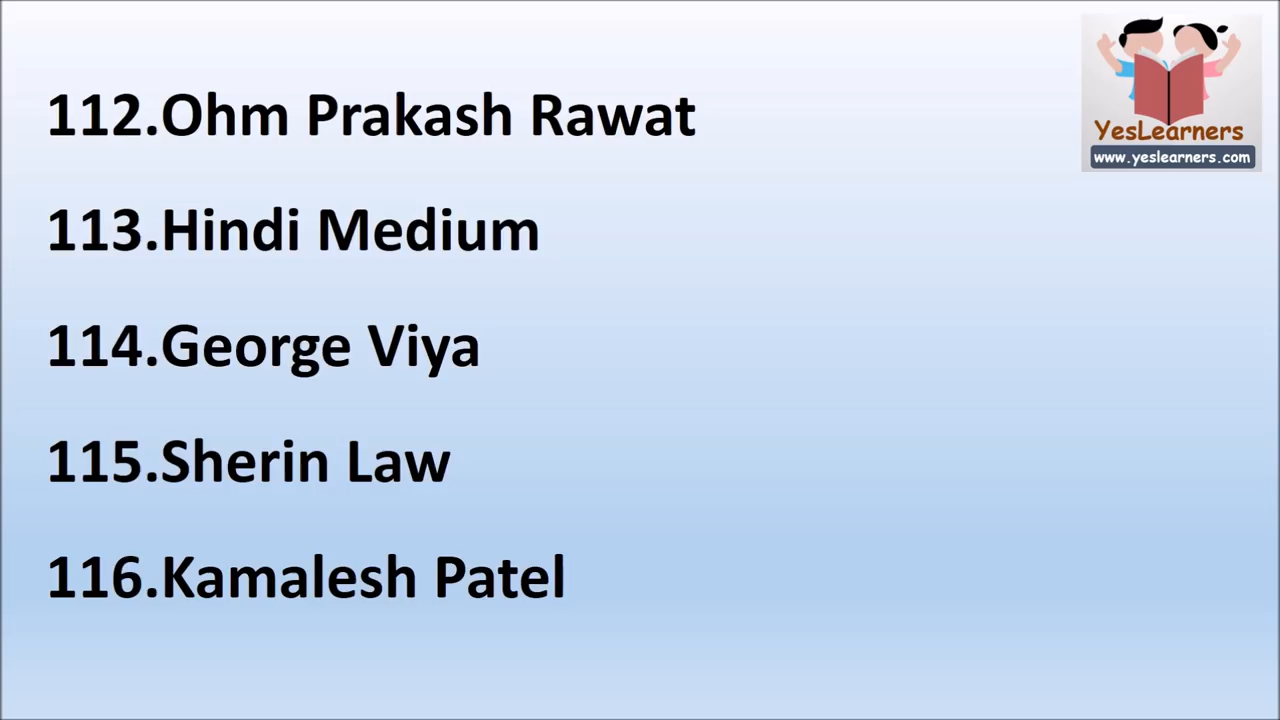 YesLearners
www.yeslearners.com
112.Ohm Prakash Rawat
113.Hindi Medium
114.George Viya
115.Sherin Law
116.Kamalesh Patel